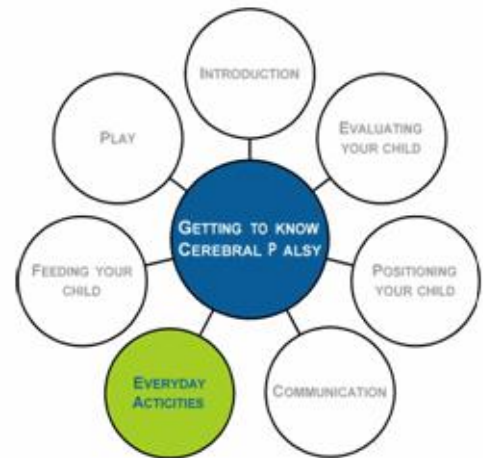 INTRODUCTION
EVALUATING
YOUR CHILD
POSITIONING
YOUR CHILD
COMMUNICATION
EVERYDAY
ACTICITIES
FEEDING YOUR
CHILD
PLAY
GETTING TO KNOW
CEREBRAL P ALSY